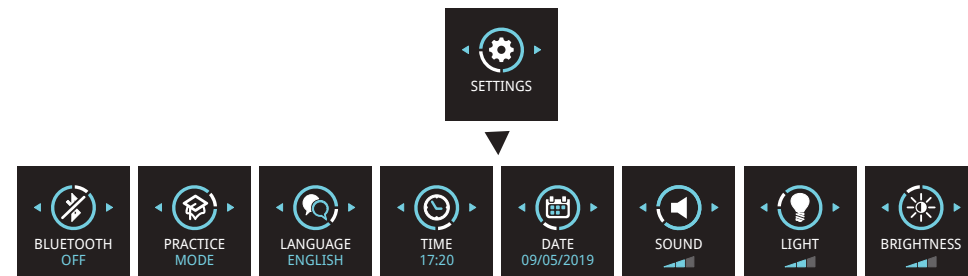 SETTINGS
BLUETOOTH
OFF
PRACTICE
MODE
LANGUAGE
ENGLISH
TIME
17:20
DATE
09/05/2019
SOUND
LIGHT
BRIGHTNESS